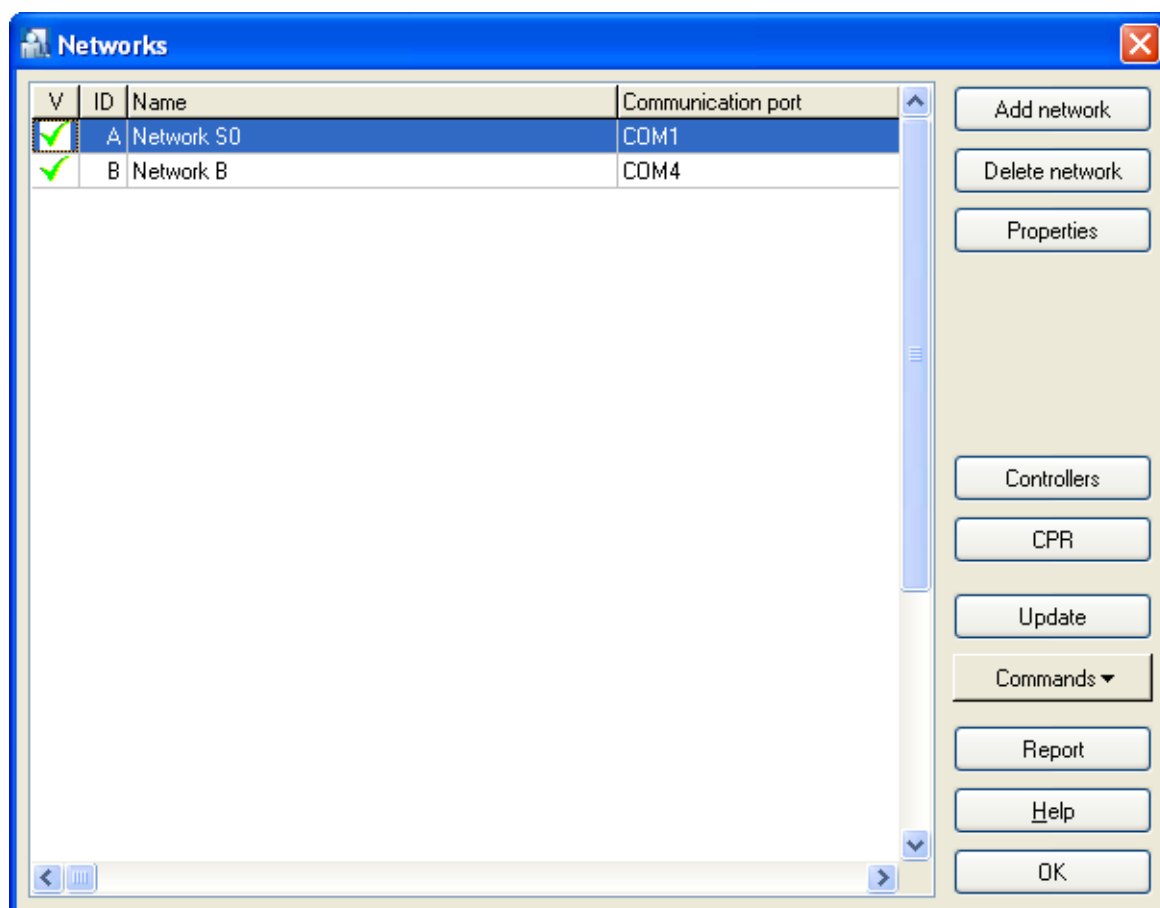 Networks
V ID Name Communication port
A Network S0 COM1
B Network B COM4
Add network
Delete network
Properties
Controllers
CPR
Update
Commands
Report
Help
OK